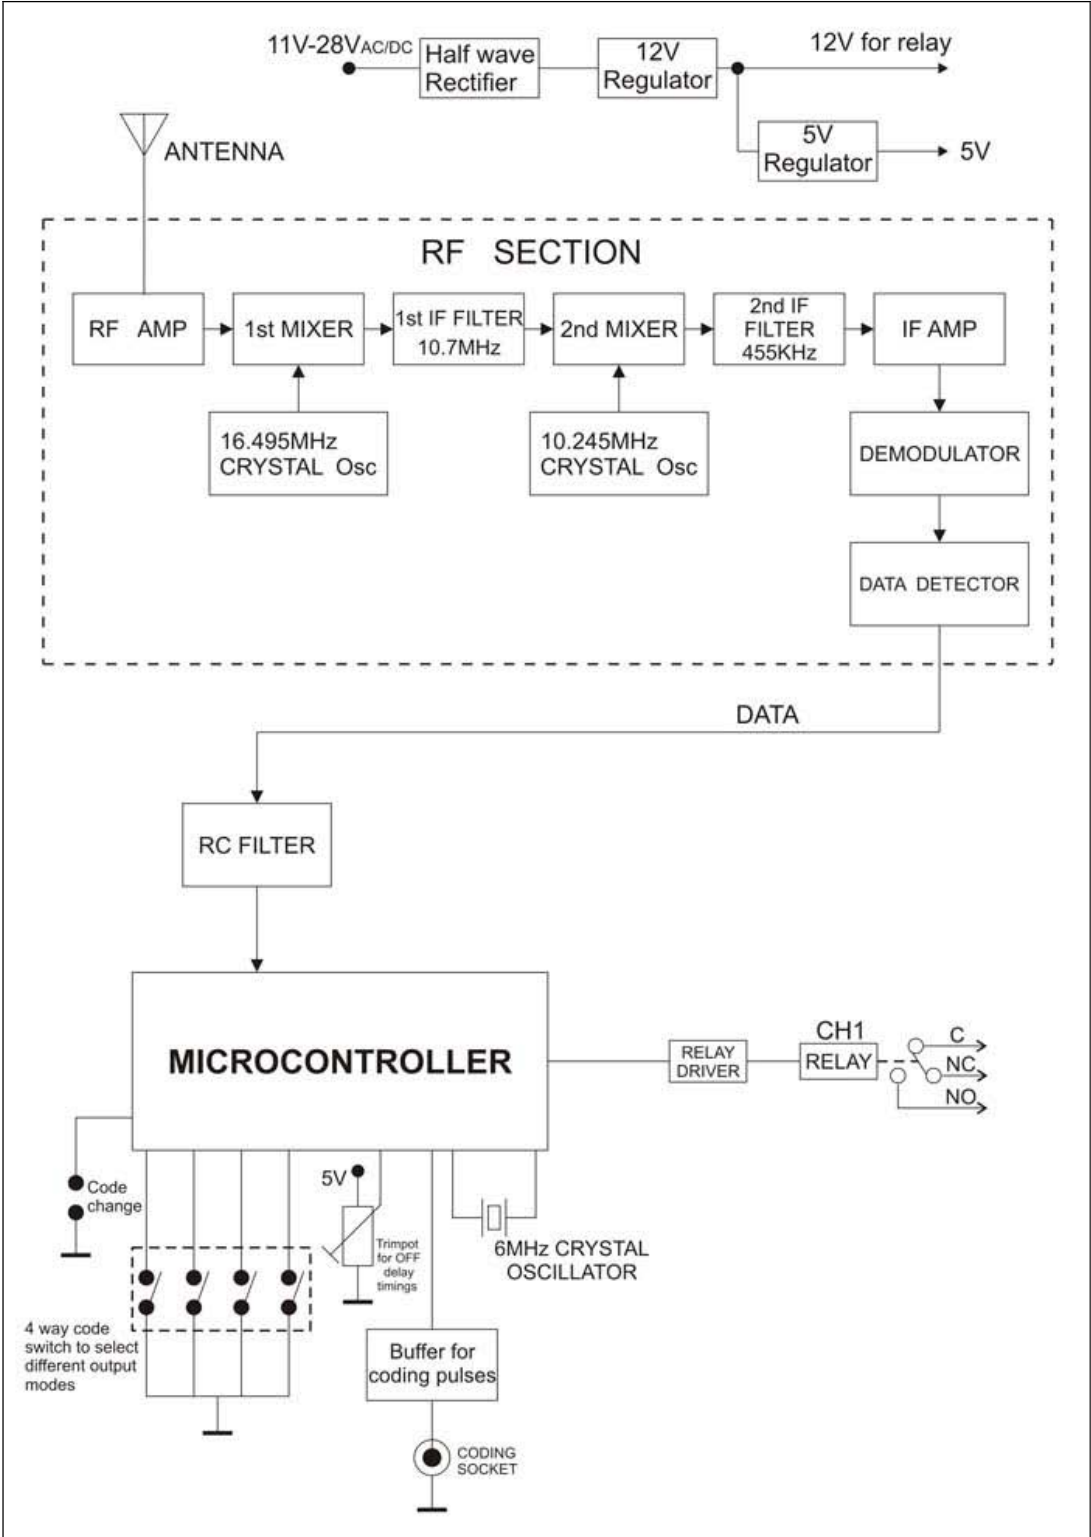 11V-28VAC/DC
Half wave
Rectifier
12V
Regulator
12V for relay
5V
Regulator
5V
ANTENNA
RF SECTION
RF AMP
1st MIXER
1st IF FILTER
10.7MHz
2nd MIXER
2nd IF
FILTER
455KHz
IF AMP
16.495MHz
CRYSTAL Osc
10.245MHz
CRYSTAL Osc
DEMODULATOR
DATA DETECTOR
DATA
RC FILTER
MICROCONTROLLER
RELAY
DRIVER
CH1
RELAY
C
NC
NO
Code
change
5V
Trimpot
for OFF
delay
timings
6MHz CRYSTAL
OSCILLATOR
4 way code
switch to select
different output
modes
Buffer for
coding pulses
CODING
SOCKET